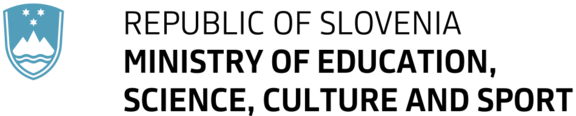 REPUBLIC OF SLOVENIA
MINISTRY OF EDUCATION,
SCIENCE, CULTURE AND SPORT